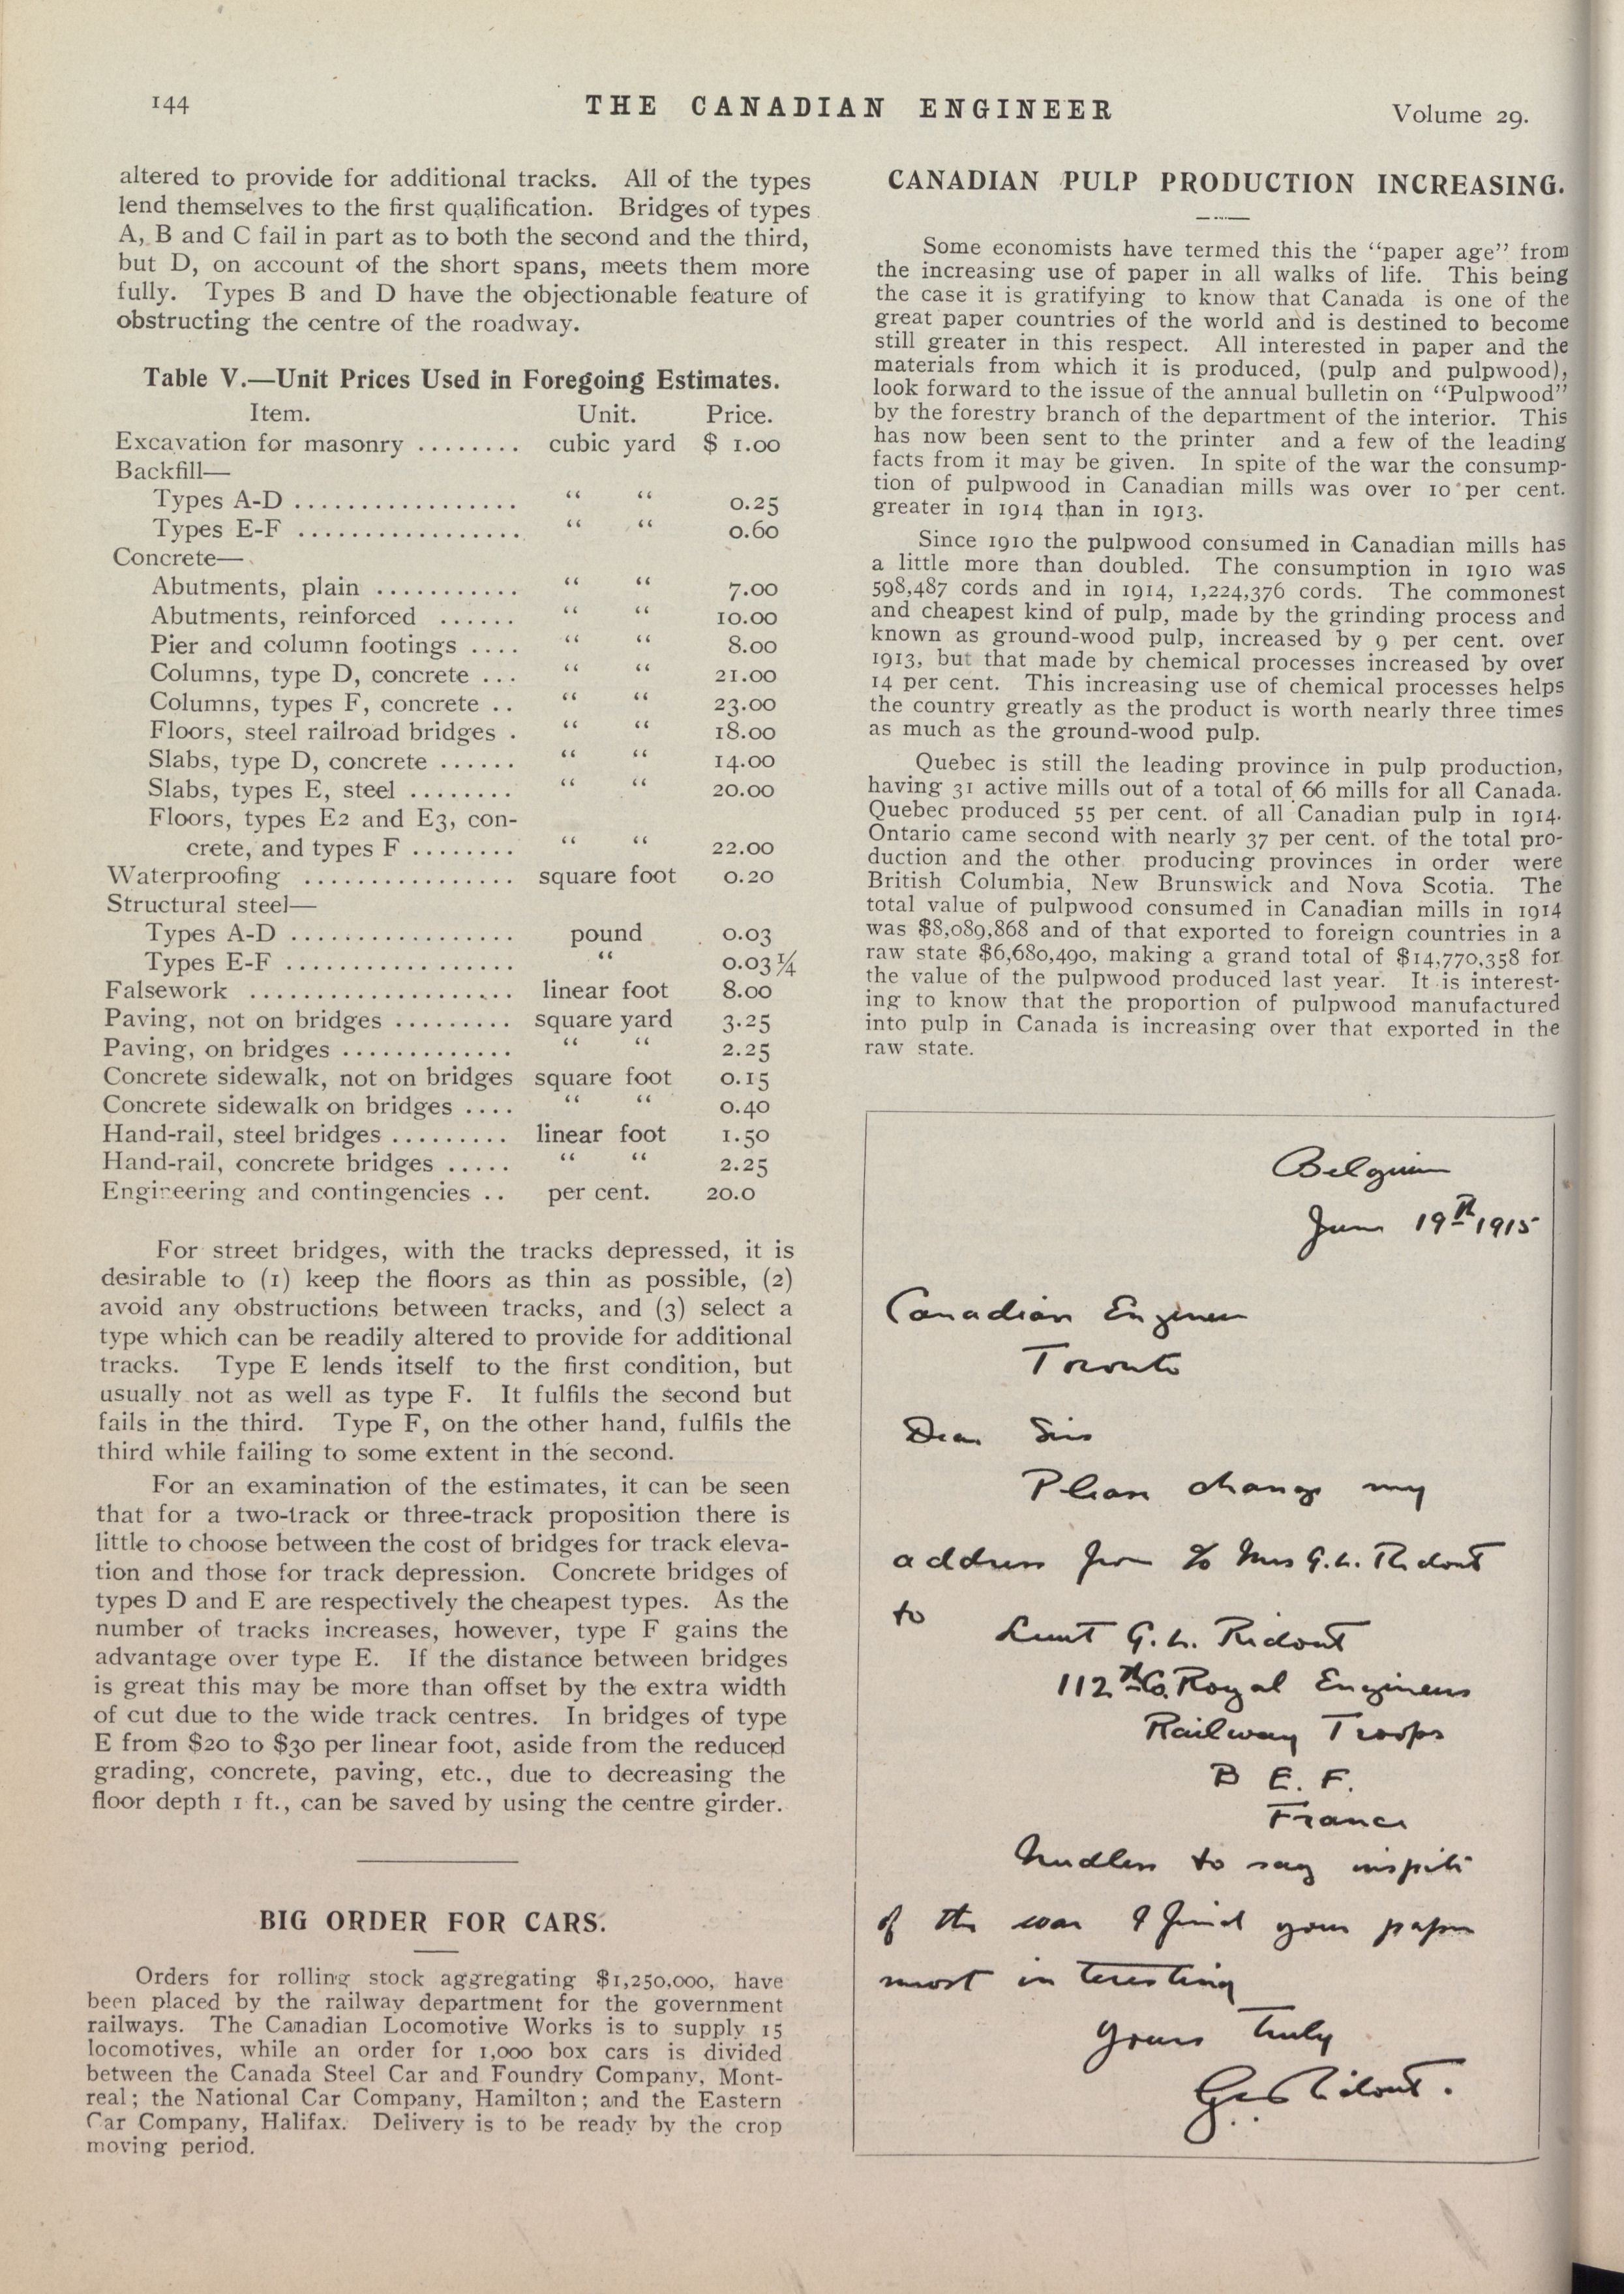 144
THE CANADIAN ENGINEER
Volume 29.
altered to provide for additional tracks. All of the types
lend themselves to the first qualification. Bridges of types
A, B and C fail in part as to both the second and the third,
but D, on account of the short spans, meets them more
fully. Types B and D have the objectionable feature of
obstructing the centre of the roadway.
Table V.—Unit Prices Used in Foregoing Estimates.
Item. Unit. Price.
Excavation for masonry ........ cubic yard $ 1.00
Backfill—
Types A-D ................. “ “ 0.25
Types E-F ................. “ “ 0.60
Concrete—
Abutments, plain ........... “ “ 7.00
Abutments, reinforced ...... “ “ 10.00
Pier and column footings .... “ “ 8.00
Columns, type D, concrete ... “ “ 21.00
Columns, types F, concrete .. “ “ 23.00
Floors, steel railroad bridges . “ “ 18.00
Slabs, type D, concrete ...... “ “ 14.00
Slabs, types E, steel ........ “ “ 20.00
Floors, types E2 and E3, con-
crete, and types F ........ “ “ 22.00
Waterproofing ................ square foot 0.20
Structural steel—
Types A-D .................. pound 0.03
Types E-F .................. “ 0.03¼
Falsework ..................... linear foot 8.00
Paving, not on bridges ......... square yard 3.25
Paving, on bridges ............. “ “ 2.25
Concrete sidewalk, not on bridges square foot 0.15
Concrete sidewalk on bridges .... “ “ 0.40
Hand-rail, steel bridges ......... linear foot 1.50
Hand-rail, concrete bridges ..... “ “ 2.25
Engineering and contingencies .. per cent. 20.0
For street bridges, with the tracks depressed, it is
desirable to (1) keep the floors as thin as possible, (2)
avoid any obstructions between tracks, and (3) select a
type which can be readily altered to provide for additional
tracks. Type E lends itself to the first condition, but
usually not as well as type F. It fulfils the second but
fails in the third. Type F, on the other hand, fulfils the
third while failing to some extent in the second.
For an examination of the estimates, it can be seen
that for a two-track or three-track proposition there is
little to choose between the cost of bridges for track eleva-
tion and those for track depression. Concrete bridges of
types D and E are respectively the cheapest types. As the
number of tracks increases, however, type F gains the
advantage over type E. If the distance between bridges
is great this may be more than offset by the extra width
of cut due to the wide track centres. In bridges of type
E from $20 to $30 per linear foot, aside from the reduced
grading, concrete, paving, etc., due to decreasing the
floor depth 1 ft., can be saved by using the centre girder.
BIG ORDER FOR CARS.
Orders for rolling stock aggregating $1,250,000, have
been placed by the railway department for the government
railways. The Canadian Locomotive Works is to supply 15
locomotives, while an order for 1,000 box cars is divided
between the Canada Steel Car and Foundry Company, Mont-
real; the National Car Company, Hamilton; and the Eastern
Car Company, Halifax. Delivery is to be ready by the crop
moving period.
CANADIAN PULP PRODUCTION INCREASING.
Some economists have termed this the “paper age” from
the increasing use of paper in all walks of life. This being
the case it is gratifying to know that Canada is one of the
great paper countries of the world and is destined to become
still greater in this respect. All interested in paper and the
materials from which it is produced, (pulp and pulpwood),
look forward to the issue of the annual bulletin on “Pulpwood”
by the forestry branch of the department of the interior. This
has now been sent to the printer and a few of the leading
facts from it may be given. In spite of the war the consump-
tion of pulpwood in Canadian mills was over 10 per cent.
greater in 1914 than in 1913.
Since 1910 the pulpwood consumed in Canadian mills has
a little more than doubled. The consumption in 1910 was
598,487 cords and in 1914, 1,224,376 cords. The commonest
and cheapest kind of pulp, made by the grinding process and
known as ground-wood pulp, increased by 9 per cent. over
1913, but that made by chemical processes increased by over
14 per cent. This increasing use of chemical processes helps
the country greatly as the product is worth nearly three times
as much as the ground-wood pulp.
Quebec is still the leading province in pulp production,
having 31 active mills out of a total of 66 mills for all Canada.
Quebec produced 55 per cent. of all Canadian pulp in 1914.
Ontario came second with nearly 37 per cent. of the total pro-
duction and the other producing provinces in order were
British Columbia, New Brunswick and Nova Scotia. The
total value of pulpwood consumed in Canadian mills in 1914
was $8,089,868 and of that exported to foreign countries in a
raw state $6,680,490, making a grand total of $14,770,358 for
the value of the pulpwood produced last year. It is interest-
ing to know that the proportion of pulpwood manufactured
into pulp in Canada is increasing over that exported in the
raw state.
Belgium
June 19th 1915
Canadian Engineer
Toronto
Dear Sirs
Please change my
address from c/o Mrs G.L. Ridout
to
Lieut G.L. Ridout
112th Co. Royal Engineers
Railway Troops
B E. F.
France
Needless to say inspite
of the war I find your paper
most interesting
Yours truly
G. L. Ridout.